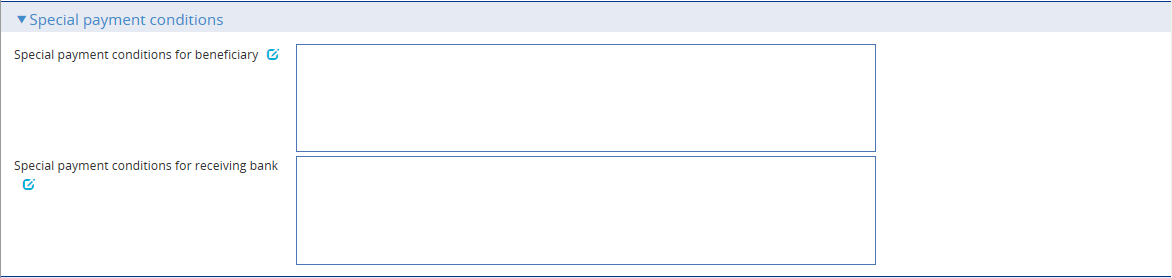 Special payment conditions
Special payment conditions for beneficiary
Special payment conditions for receiving bank